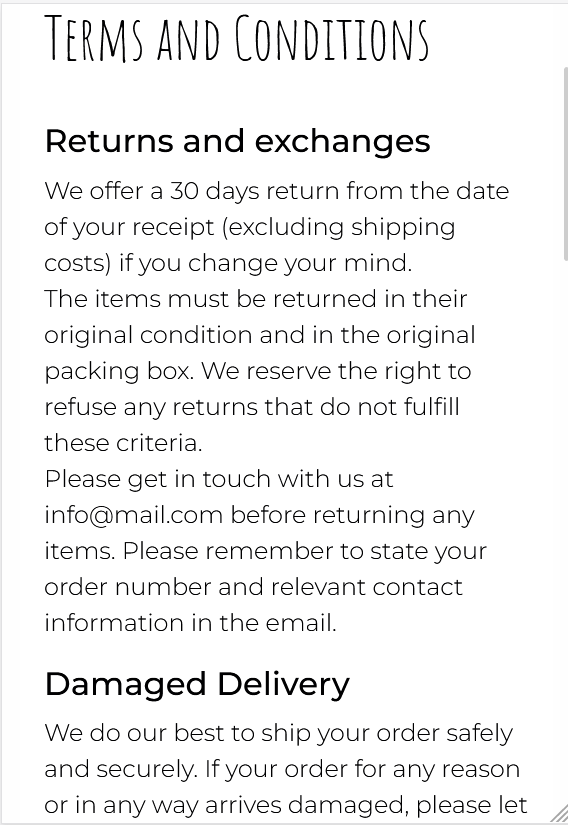 Terms and Conditions
Returns and exchanges
We offer a 30 days return from the date
of your receipt (excluding shipping
costs) if you change your mind.
The items must be returned in their
original condition and in the original
packing box. We reserve the right to
refuse any returns that do not fulfill
these criteria.
Please get in touch with us at
info@mail.com before returning any
items. Please remember to state your
order number and relevant contact
information in the email.
Damaged Delivery
We do our best to ship your order safely
and securely. If your order for any reason
or in any way arrives damaged, please let